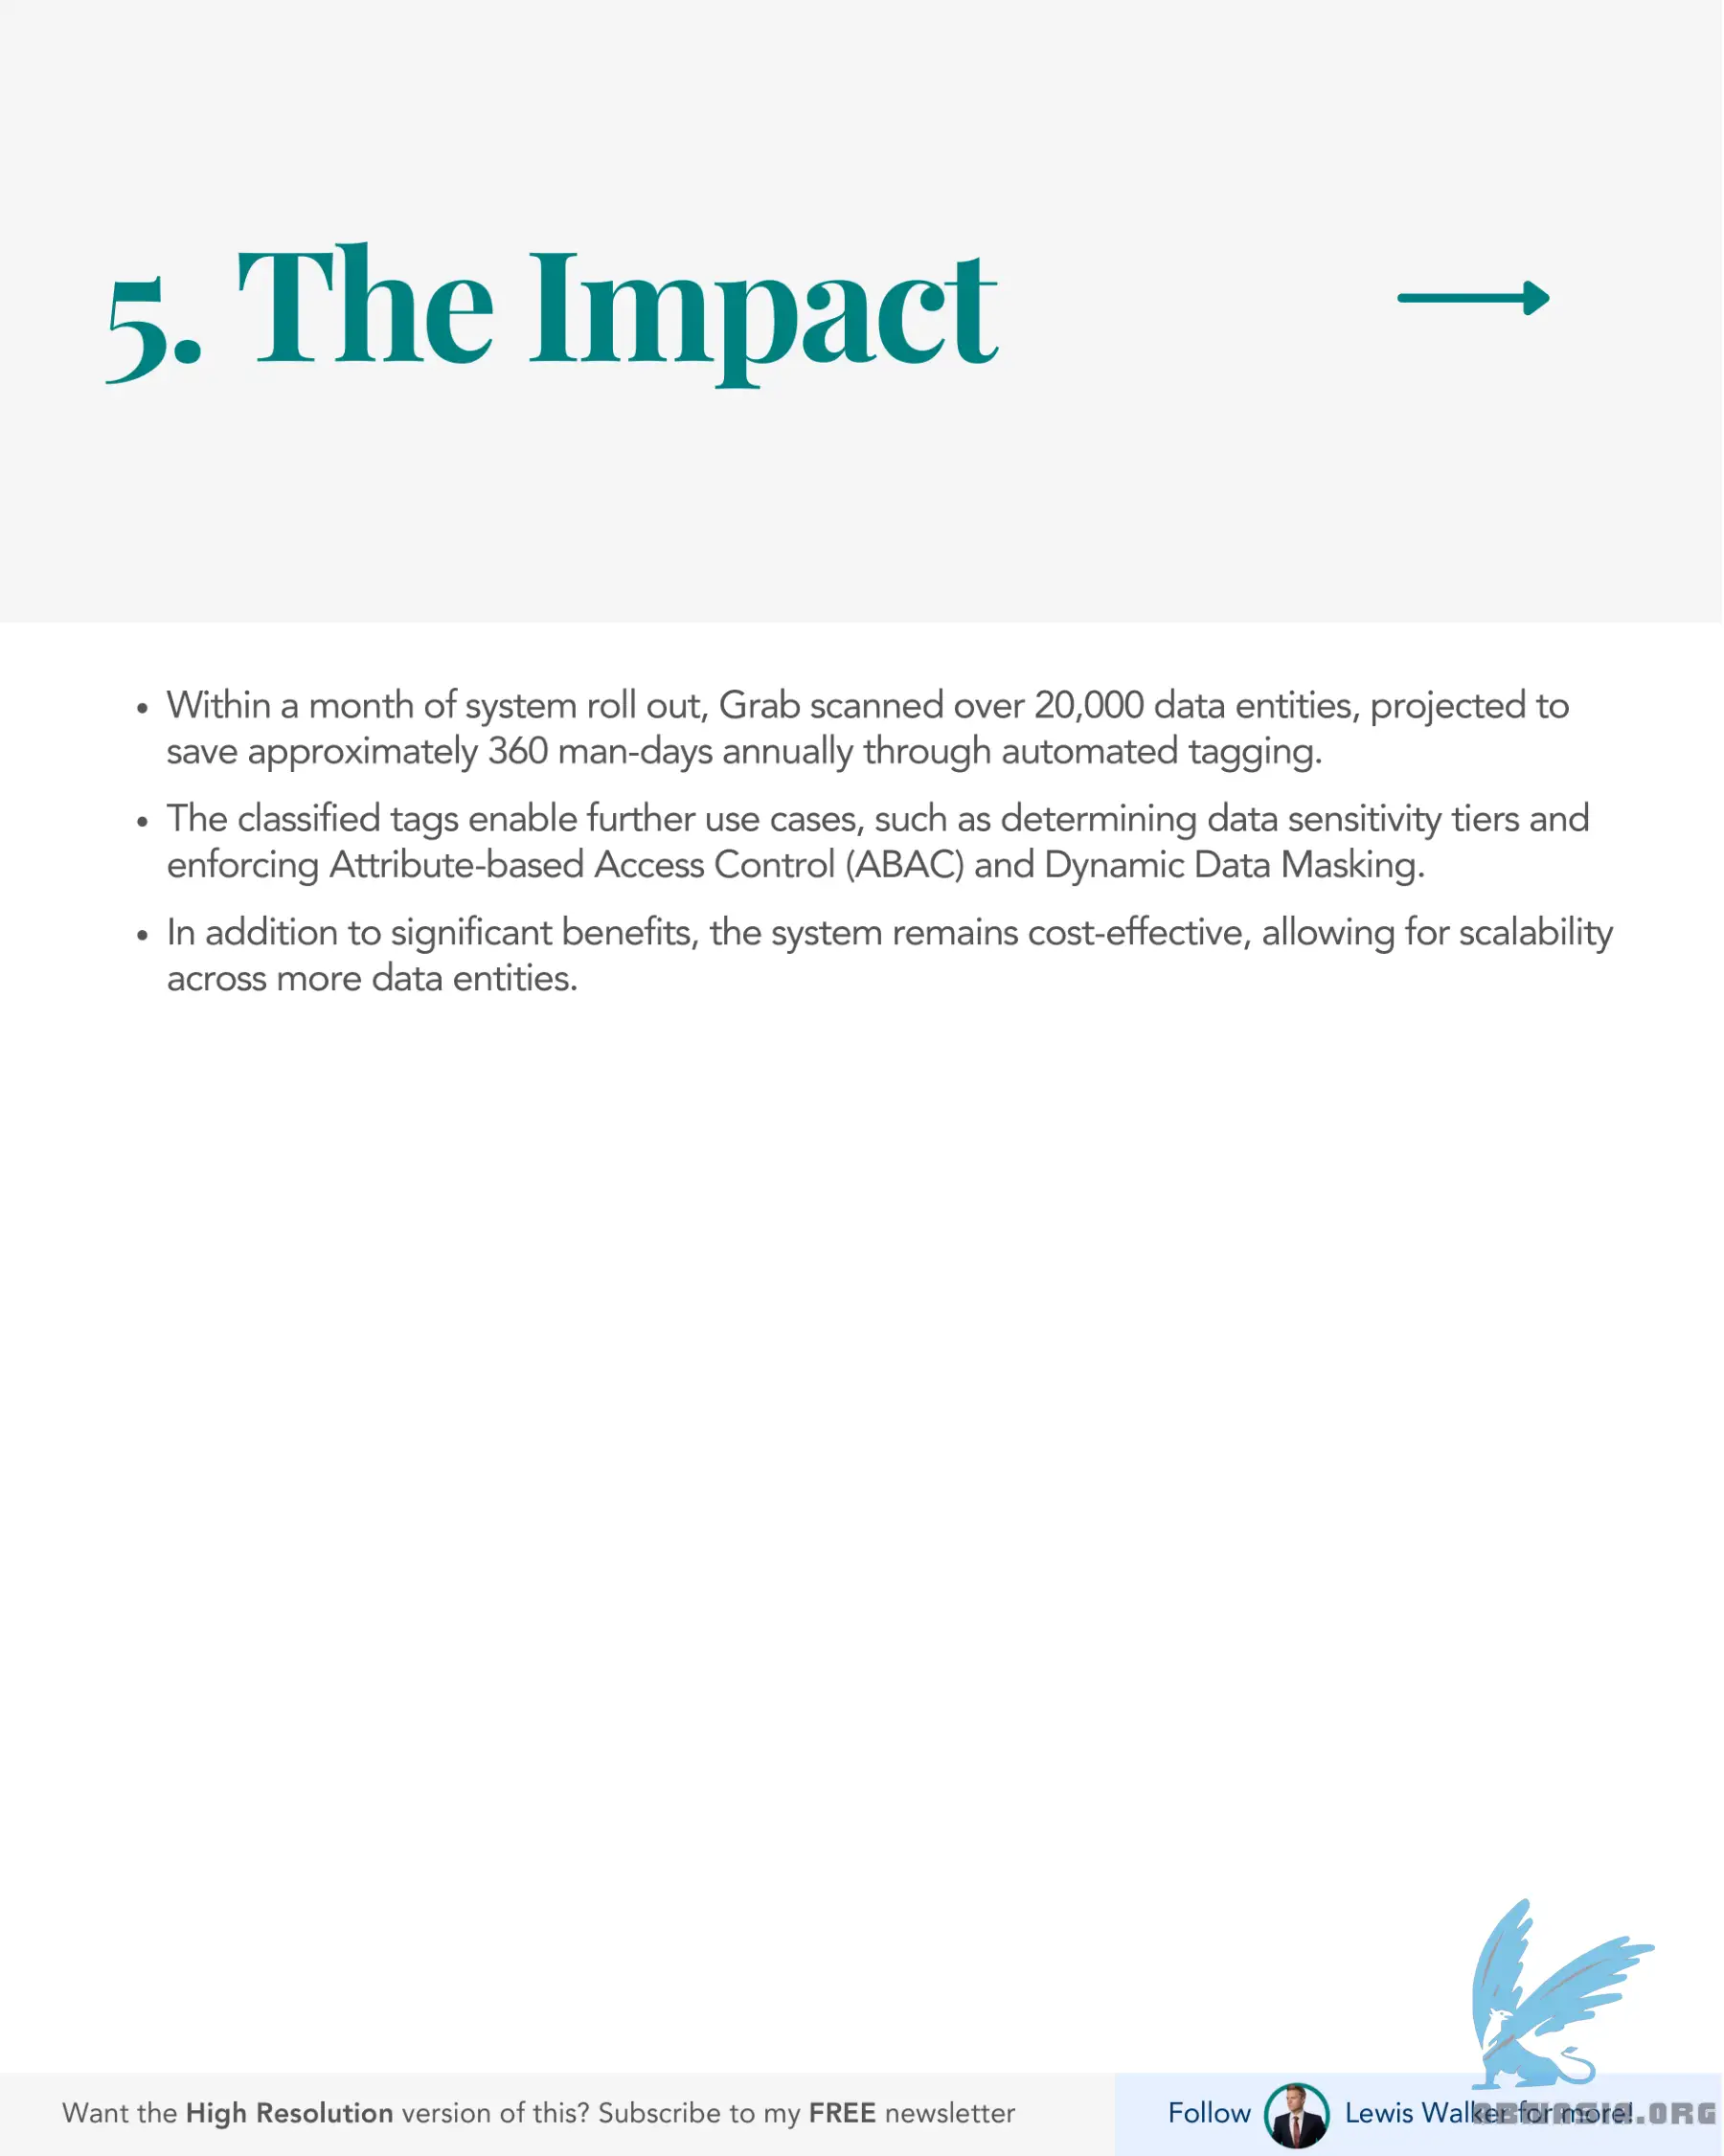 5. The Impact
• Within a month of system roll out, Grab scanned over 20,000 data entities, projected to
save approximately 360 man-days annually through automated tagging.
• The classified tags enable further use cases, such as determining data sensitivity tiers and
enforcing Attribute-based Access Control (ABAC) and Dynamic Data Masking.
• In addition to significant benefits, the system remains cost-effective, allowing for scalability
across more data entities.
Want the High Resolution version of this? Subscribe to my FREE newsletter
Follow Lewis Walker for more!